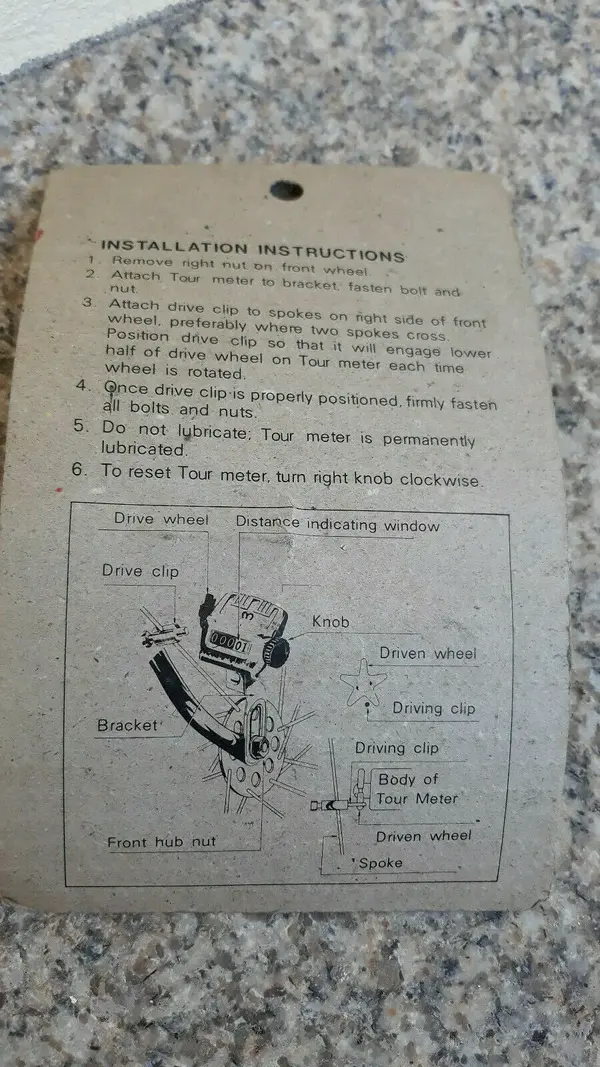 INSTALLATION INSTRUCTIONS
1. Remove right nut on front wheel.
2. Attach Tour meter to bracket, fasten bolt and
nut.
3. Attach drive clip to spokes on right side of front
wheel, preferably where two spokes cross.
Position drive clip so that it will engage lower
half of drive wheel on Tour meter each time
wheel is rotated.
4. Once drive clip is properly positioned, firmly fasten
all bolts and nuts.
5. Do not lubricate; Tour meter is permanently
lubricated.
6. To reset Tour meter, turn right knob clockwise.
Drive wheel
Distance indicating window
Drive clip
3
00001
Knob
Driven wheel
Driving clip
Bracket
Driving clip
Body of
Tour Meter
Driven wheel
Front hub nut
Spoke